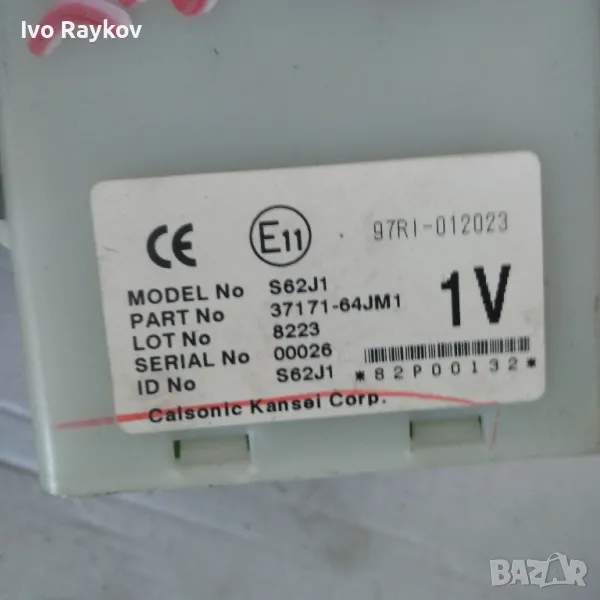 Ivo Raykov
CE
E11
97RI-012023
MODEL No S62J1
PART No 37171-64JM1
LOT No 8223
SERIAL No 00026
ID No S62J1
1V
*82P00132*
Calsonic Kansei Corp.
BAZAR